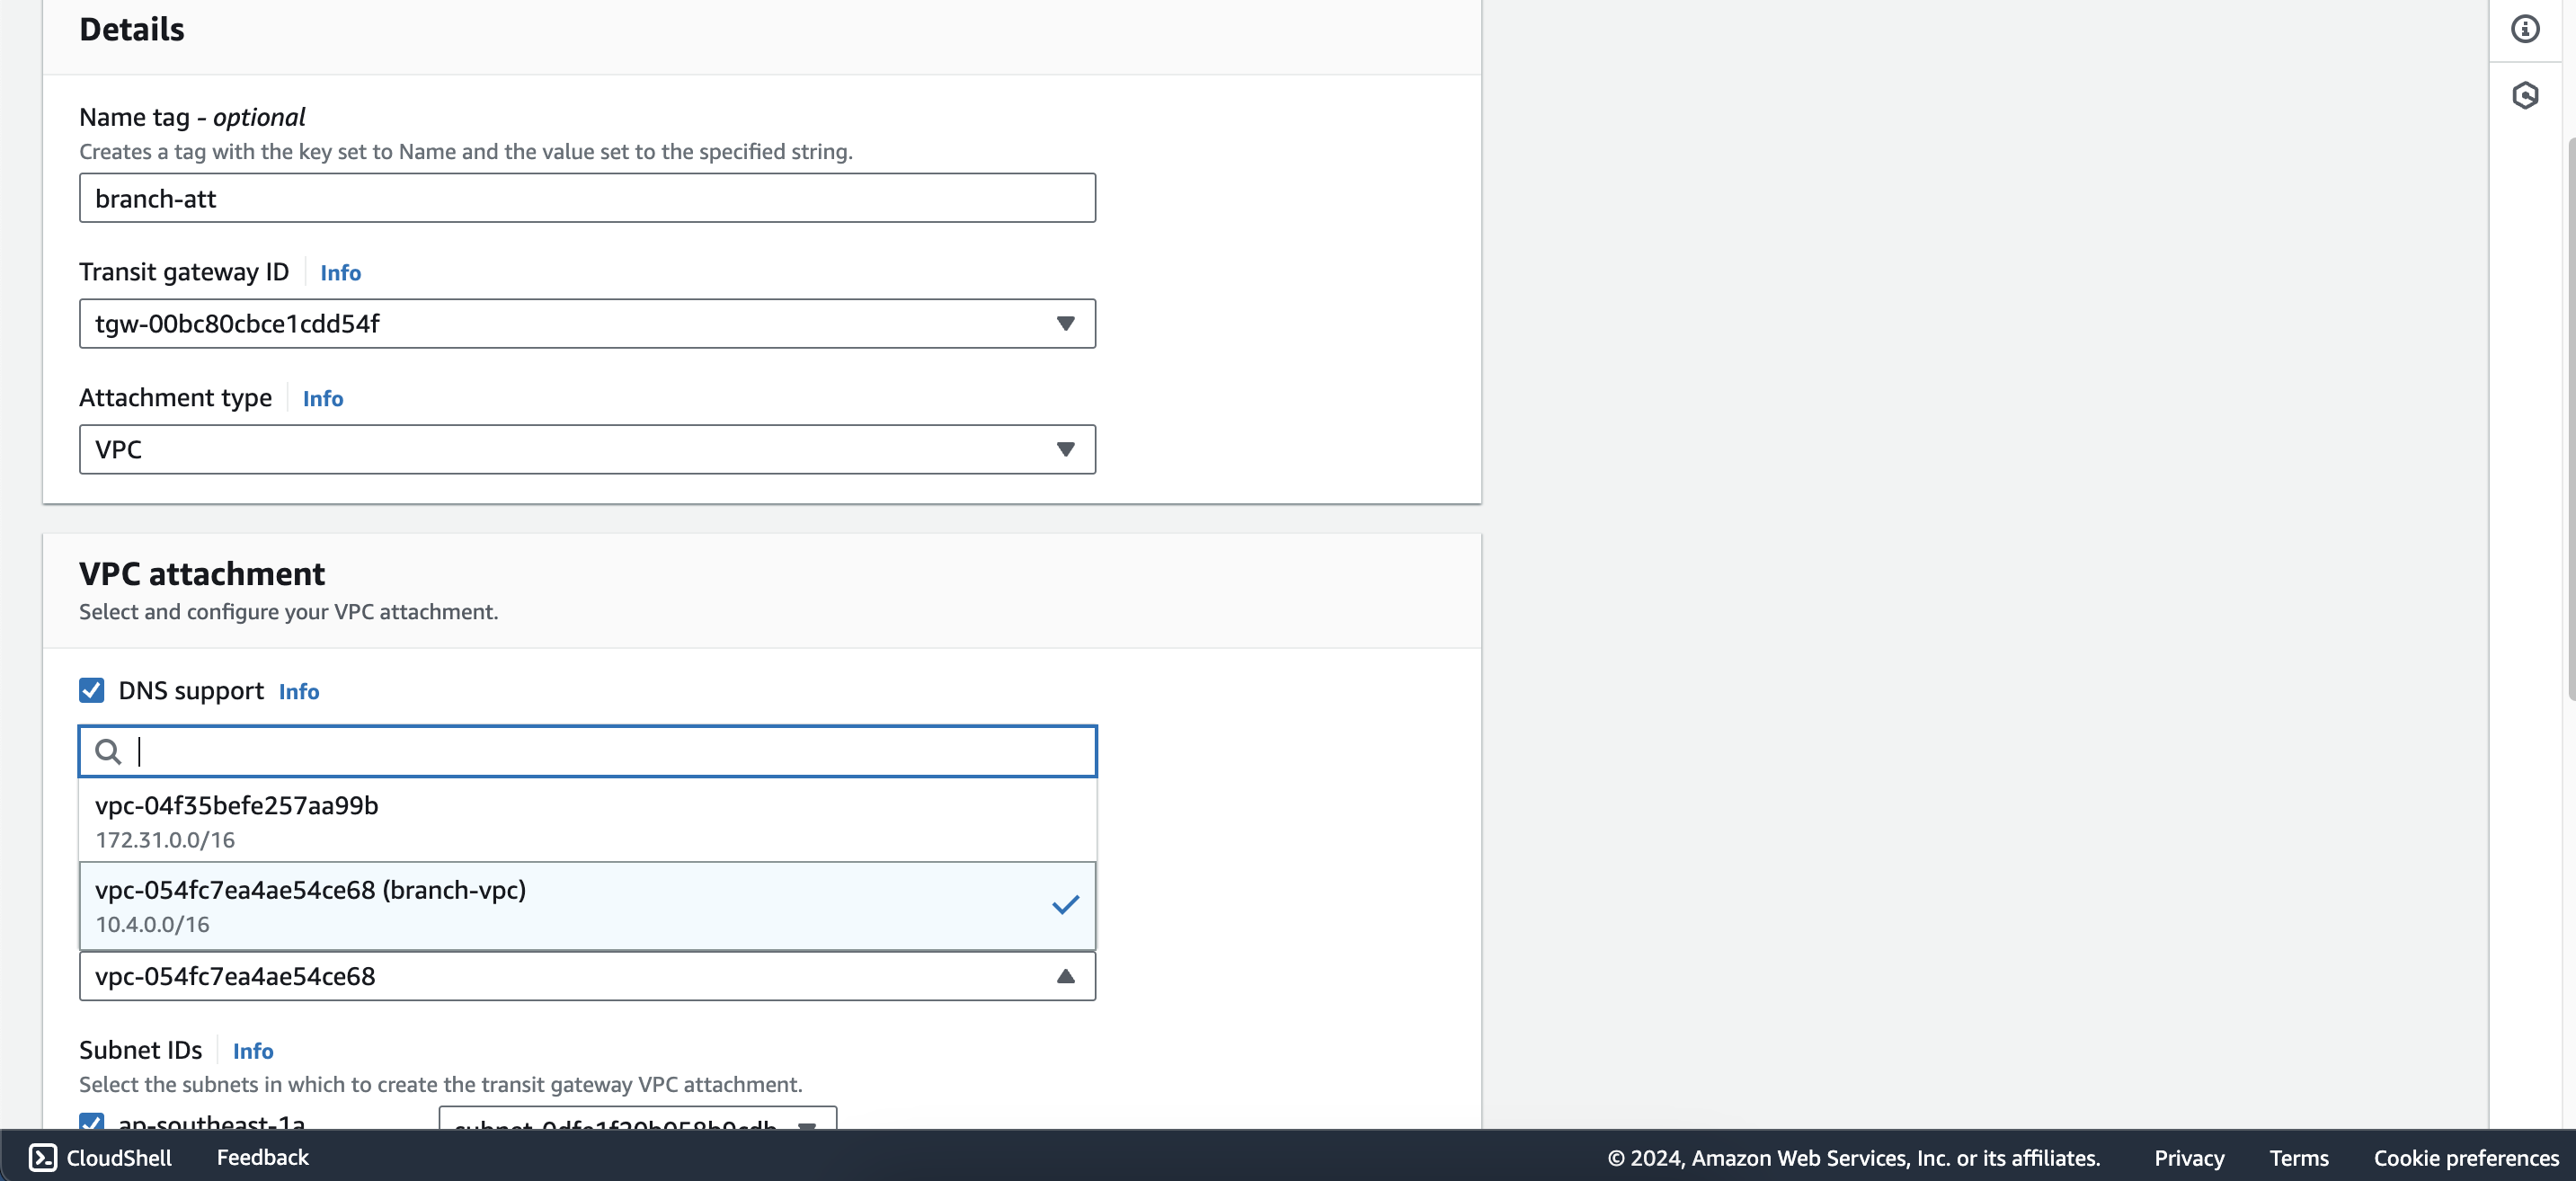 Details
Name tag - optional
Creates a tag with the key set to Name and the value set to the specified string.
branch-att
Transit gateway ID Info
tgw-00bc80cbce1cdd54f
Attachment type Info
VPC
VPC attachment
Select and configure your VPC attachment.
DNS support Info
vpc-04f35befe257aa99b
172.31.0.0/16
vpc-054fc7ea4ae54ce68 (branch-vpc)
10.4.0.0/16
vpc-054fc7ea4ae54ce68
Subnet IDs Info
Select the subnets in which to create the transit gateway VPC attachment.
ap-southeast-1a
CloudShell Feedback © 2024, Amazon Web Services, Inc. or its affiliates. Privacy Terms Cookie preferences